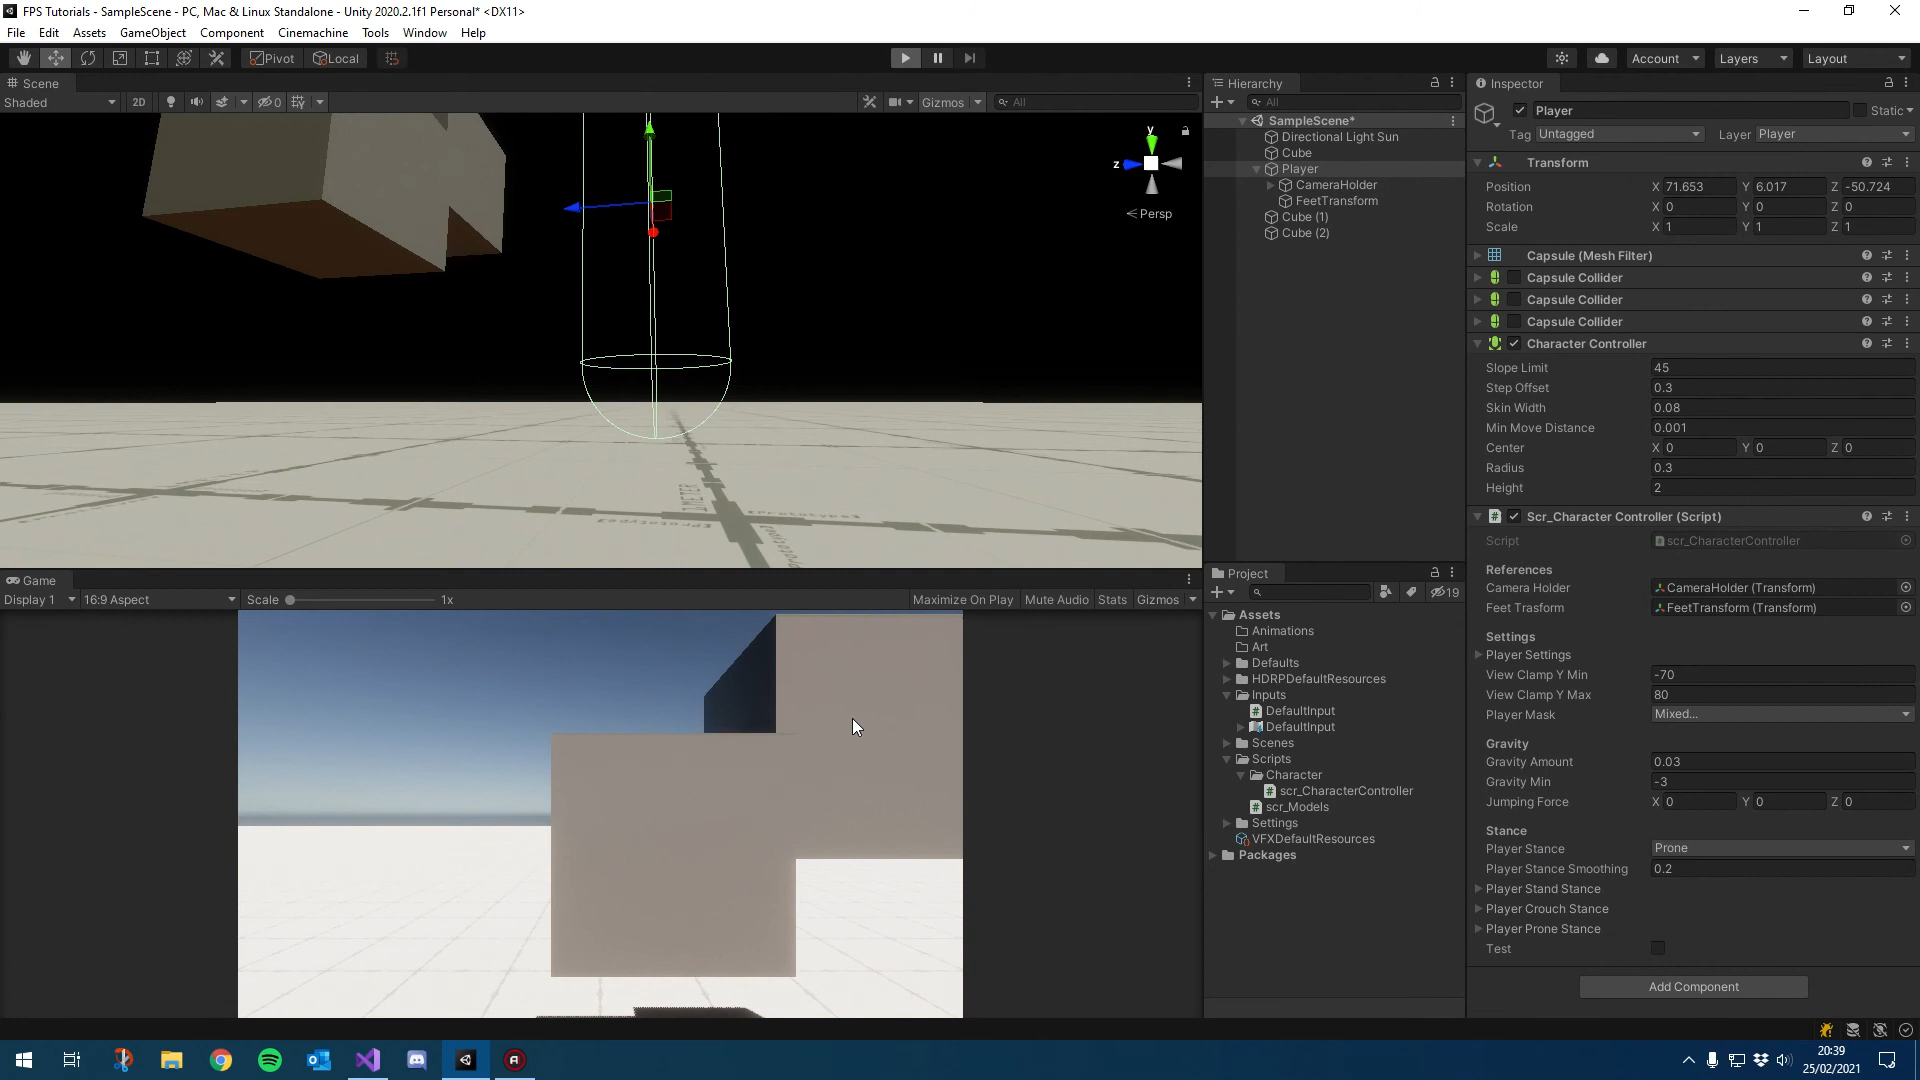 FPS Tutorials - SampleScene - PC, Mac & Linux Standalone - Unity 2020.2.1f1 Personal* <DX11>
File Edit Assets GameObject Component Cinemachine Tools Window Help
Pivot Local Account Layers Layout
Scene
Shaded 2D 0 Gizmos All
y
z
Persp
Game
Display 1 16:9 Aspect Scale 1x Maximize On Play Mute Audio Stats Gizmos
Hierarchy
All
SampleScene*
Directional Light Sun
Cube
Player
CameraHolder
FeetTransform
Cube (1)
Cube (2)
Project
19
Assets
Animations
Art
Defaults
HDRPDefaultResources
Inputs
DefaultInput
DefaultInput
Scenes
Scripts
Character
scr_CharacterController
scr_Models
Settings
VFXDefaultResources
Packages
Inspector
Player Static
Tag Untagged Layer Player
Transform
Position X 71.653 Y 6.017 Z -50.724
Rotation X 0 Y 0 Z 0
Scale X 1 Y 1 Z 1
Capsule (Mesh Filter)
Capsule Collider
Capsule Collider
Capsule Collider
Character Controller
Slope Limit 45
Step Offset 0.3
Skin Width 0.08
Min Move Distance 0.001
Center X 0 Y 0 Z 0
Radius 0.3
Height 2
Scr_Character Controller (Script)
Script scr_CharacterController
References
Camera Holder CameraHolder (Transform)
Feet Trasform FeetTransform (Transform)
Settings
Player Settings
View Clamp Y Min -70
View Clamp Y Max 80
Player Mask Mixed...
Gravity
Gravity Amount 0.03
Gravity Min -3
Jumping Force X 0 Y 0 Z 0
Stance
Player Stance Prone
Player Stance Smoothing 0.2
Player Stand Stance
Player Crouch Stance
Player Prone Stance
Test
Add Component
20:39
25/02/2021